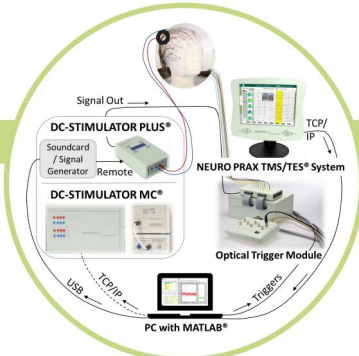 Signal Out
DC-STIMULATOR PLUS®
Soundcard
/ Signal
Generator
Remote
DC-STIMULATOR MC®
TCP/
IP
NEURO PRAX TMS/TES® System
Optical Trigger Module
USB
TCP/IP
Triggers
PC with MATLAB®